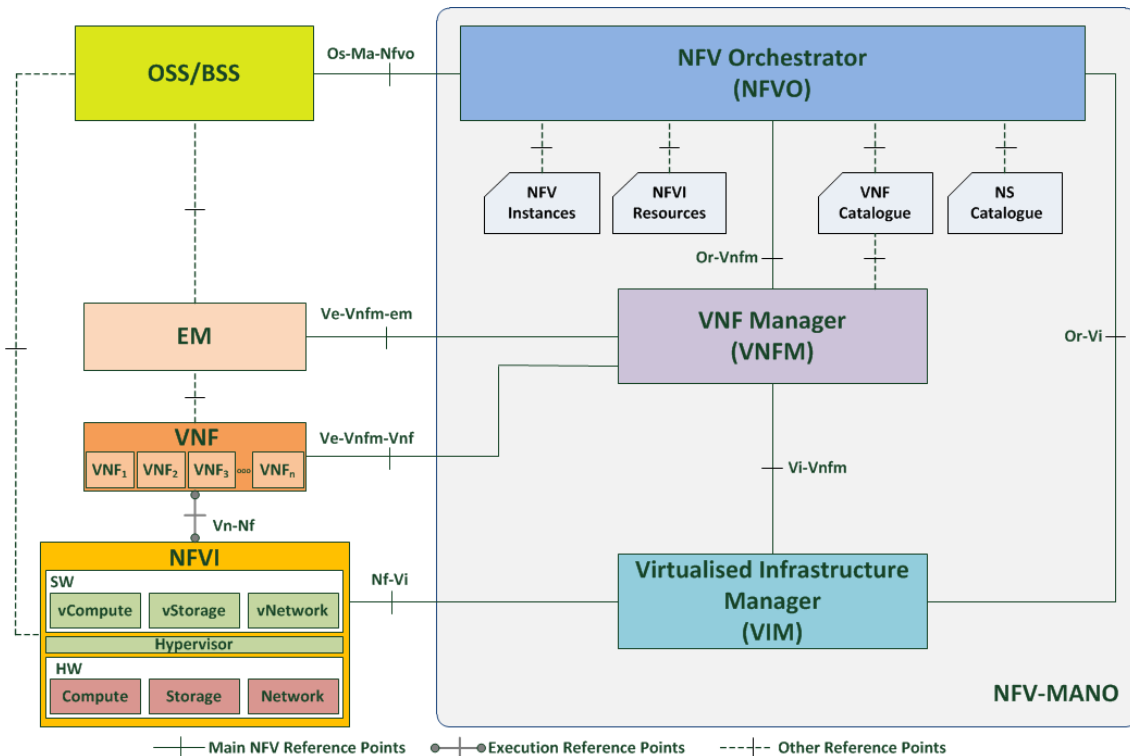 OSS/BSS
Os-Ma-Nfvo
NFV Orchestrator
(NFVO)
NFV
Instances
NFVI
Resources
VNF
Catalogue
NS
Catalogue
Or-Vnfm
EM
Ve-Vnfm-em
VNF Manager
(VNFM)
Or-Vi
VNF
VNF1
VNF2
VNF3
VNFn
Ve-Vnfm-Vnf
Vi-Vnfm
Vn-Nf
NFVI
SW
vCompute
vStorage
vNetwork
Hypervisor
HW
Compute
Storage
Network
Nf-Vi
Virtualised Infrastructure
Manager
(VIM)
NFV-MANO
Main NFV Reference Points
Execution Reference Points
Other Reference Points